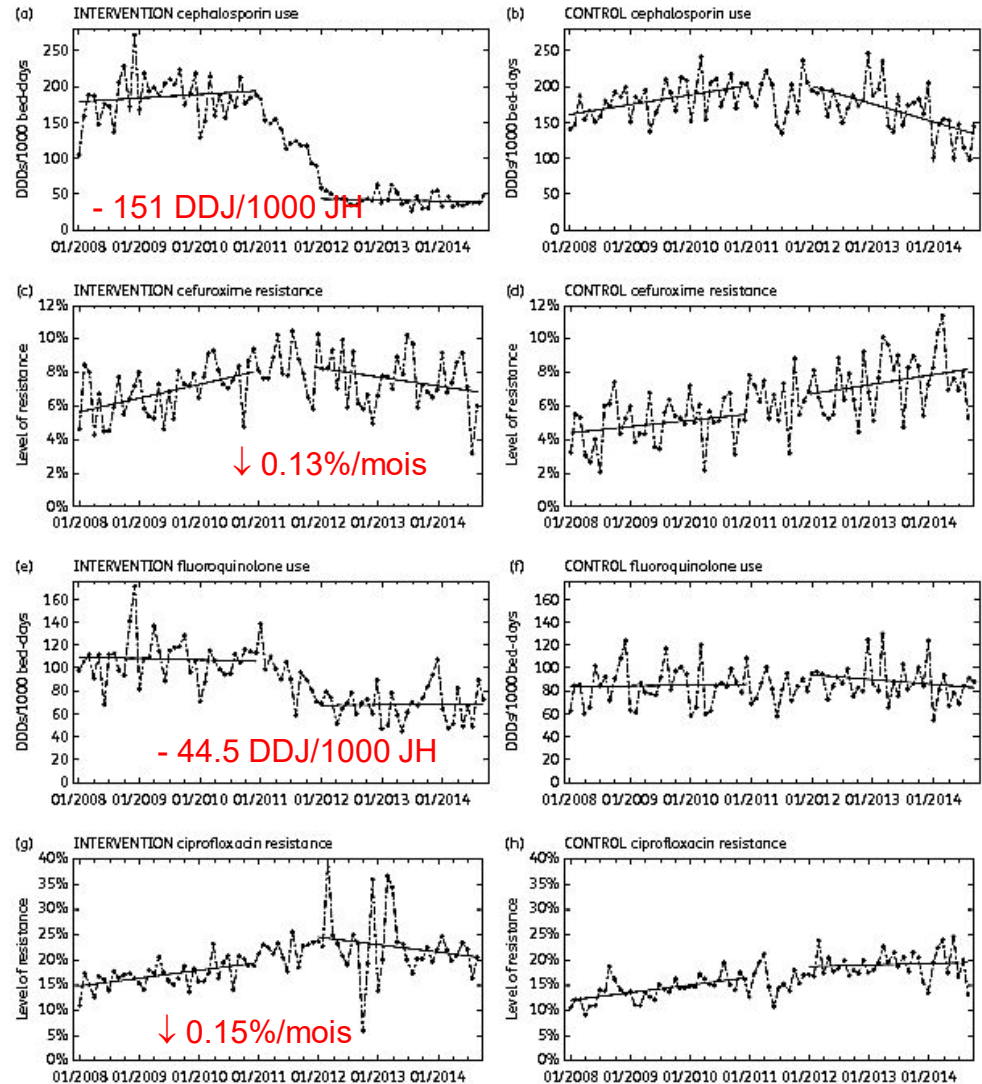 (a) INTERVENTION cephalosporin use
DDDs/1000 bed-days
250
200
150
100
50
0
- 151 DDJ/1000 JH
01/2008 01/2009 01/2010 01/2011 01/2012 01/2013 01/2014
(b) CONTROL cephalosporin use
DDDs/1000 bed-days
250
200
150
100
50
0
01/2008 01/2009 01/2010 01/2011 01/2012 01/2013 01/2014
(c) INTERVENTION cefuroxime resistance
Level of resistance
12%
10%
8%
6%
4%
2%
0%
↓ 0.13%/mois
01/2008 01/2009 01/2010 01/2011 01/2012 01/2013 01/2014
(d) CONTROL cefuroxime resistance
Level of resistance
12%
10%
8%
6%
4%
2%
0%
01/2008 01/2009 01/2010 01/2011 01/2012 01/2013 01/2014
(e) INTERVENTION fluoroquinolone use
DDDs/1000 bed-days
160
140
120
100
80
60
40
20
0
- 44.5 DDJ/1000 JH
01/2008 01/2009 01/2010 01/2011 01/2012 01/2013 01/2014
(f) CONTROL fluoroquinolone use
DDDs/1000 bed-days
160
140
120
100
80
60
40
20
0
01/2008 01/2009 01/2010 01/2011 01/2012 01/2013 01/2014
(g) INTERVENTION ciprofloxacin resistance
Level of resistance
40%
35%
30%
25%
20%
15%
10%
5%
0%
↓ 0.15%/mois
01/2008 01/2009 01/2010 01/2011 01/2012 01/2013 01/2014
(h) CONTROL ciprofloxacin resistance
Level of resistance
40%
35%
30%
25%
20%
15%
10%
5%
0%
01/2008 01/2009 01/2010 01/2011 01/2012 01/2013 01/2014